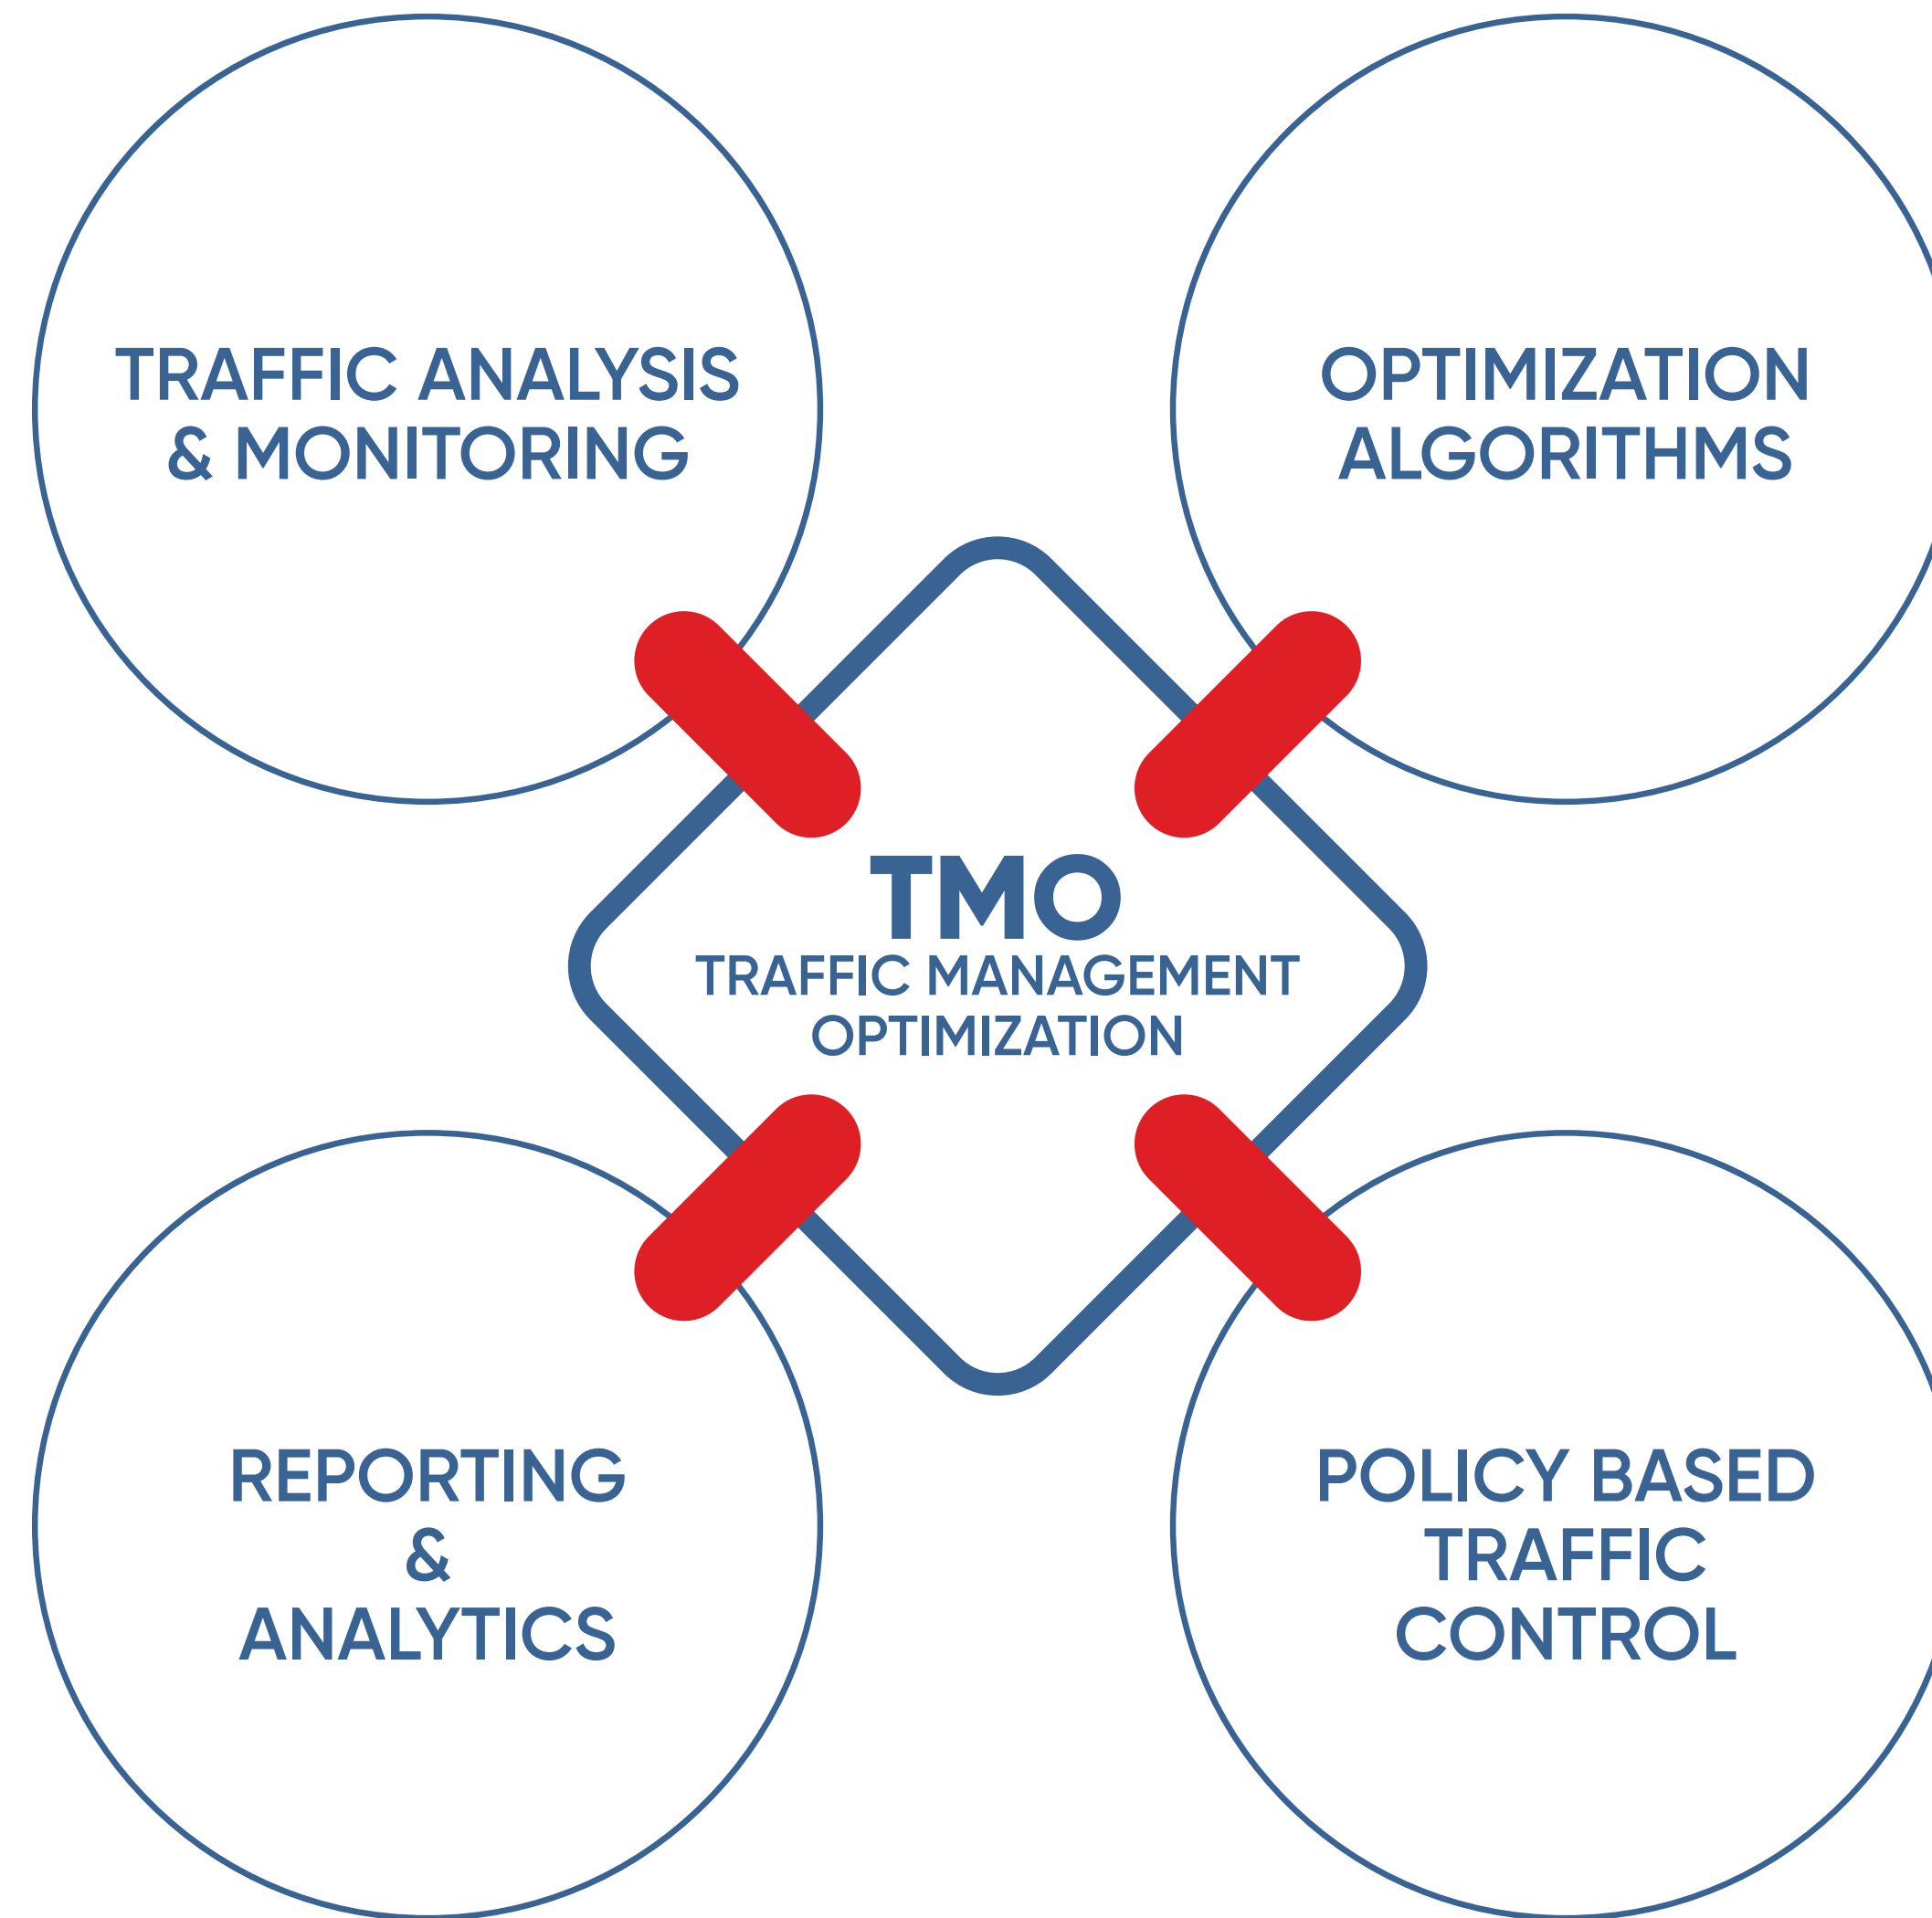 TRAFFIC ANALYSIS
& MONITORING
OPTIMIZATION
ALGORITHMS
TMO
TRAFFIC MANAGEMENT
OPTIMIZATION
REPORTING
&
ANALYTICS
POLICY BASED
TRAFFIC
CONTROL